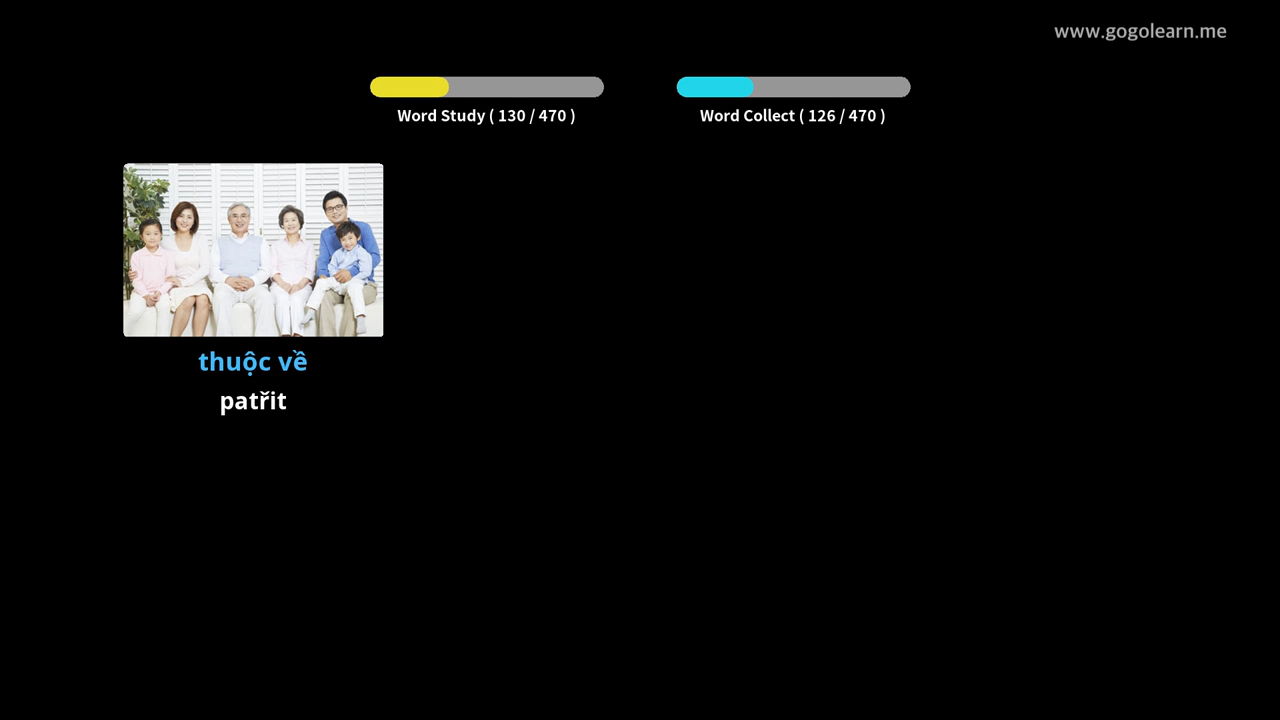 www.gogolearn.me
Word Study ( 130 / 470 )
Word Collect ( 126 / 470 )
thuộc về
patřit